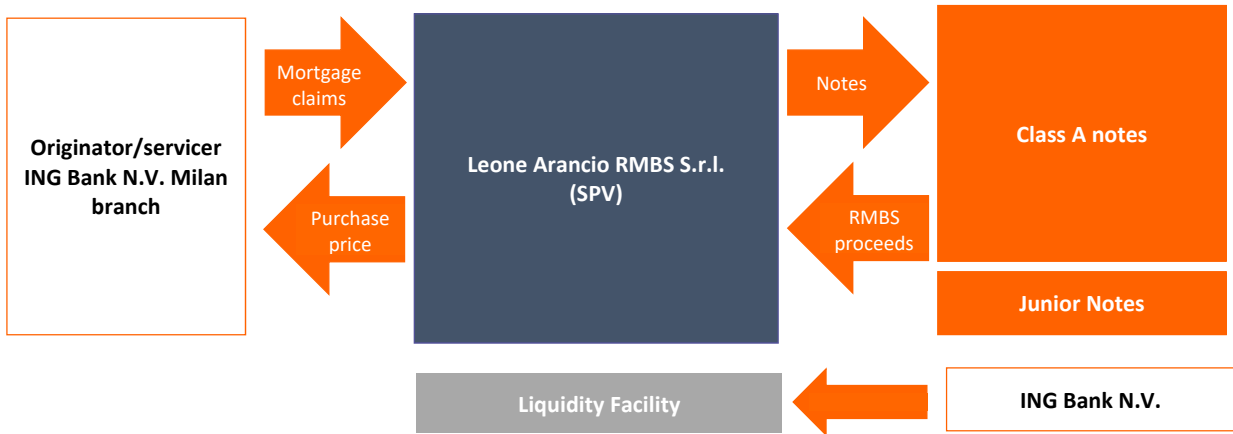 Originator/servicer
ING Bank N.V. Milan
branch
Mortgage
claims
Purchase
price
Leone Arancio RMBS S.r.l.
(SPV)
Notes
RMBS
proceeds
Class A notes
Junior Notes
Liquidity Facility
ING Bank N.V.